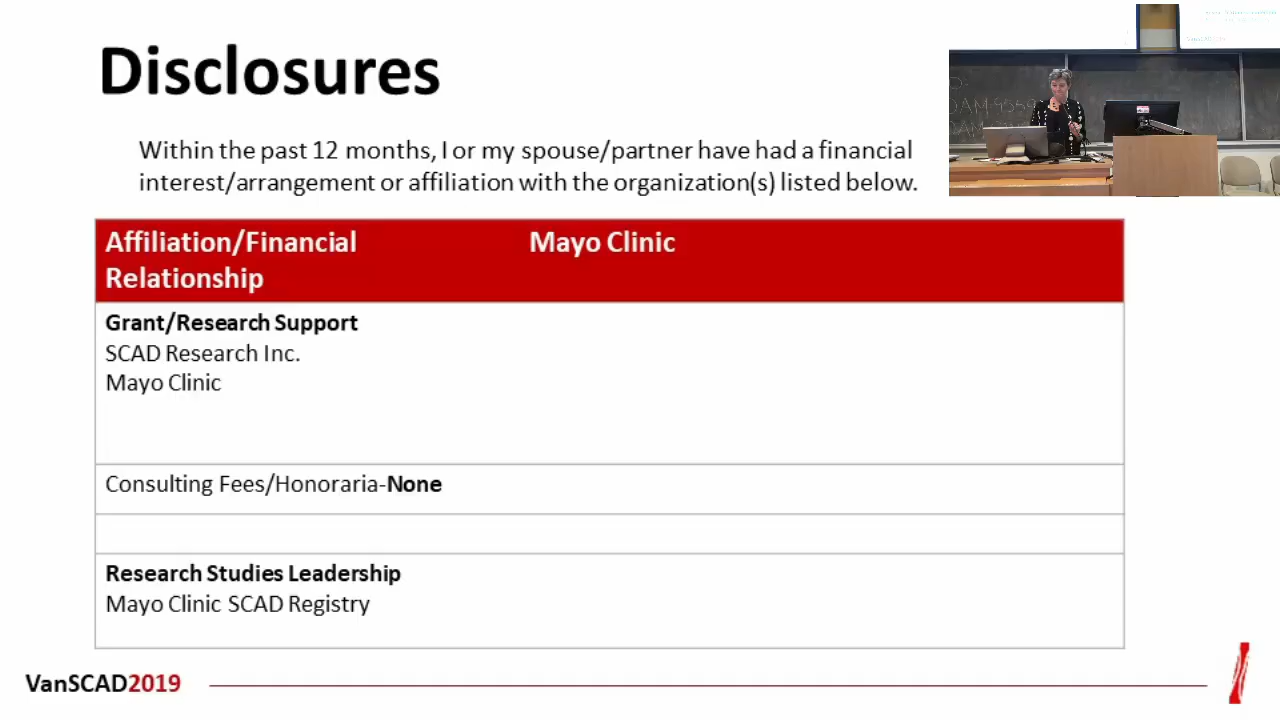 Disclosures
Within the past 12 months, I or my spouse/partner have had a financial
interest/arrangement or affiliation with the organization(s) listed below.
Affiliation/Financial
Relationship
Mayo Clinic
Grant/Research Support
SCAD Research Inc.
Mayo Clinic
Consulting Fees/Honoraria-None
Research Studies Leadership
Mayo Clinic SCAD Registry
VanSCAD2019